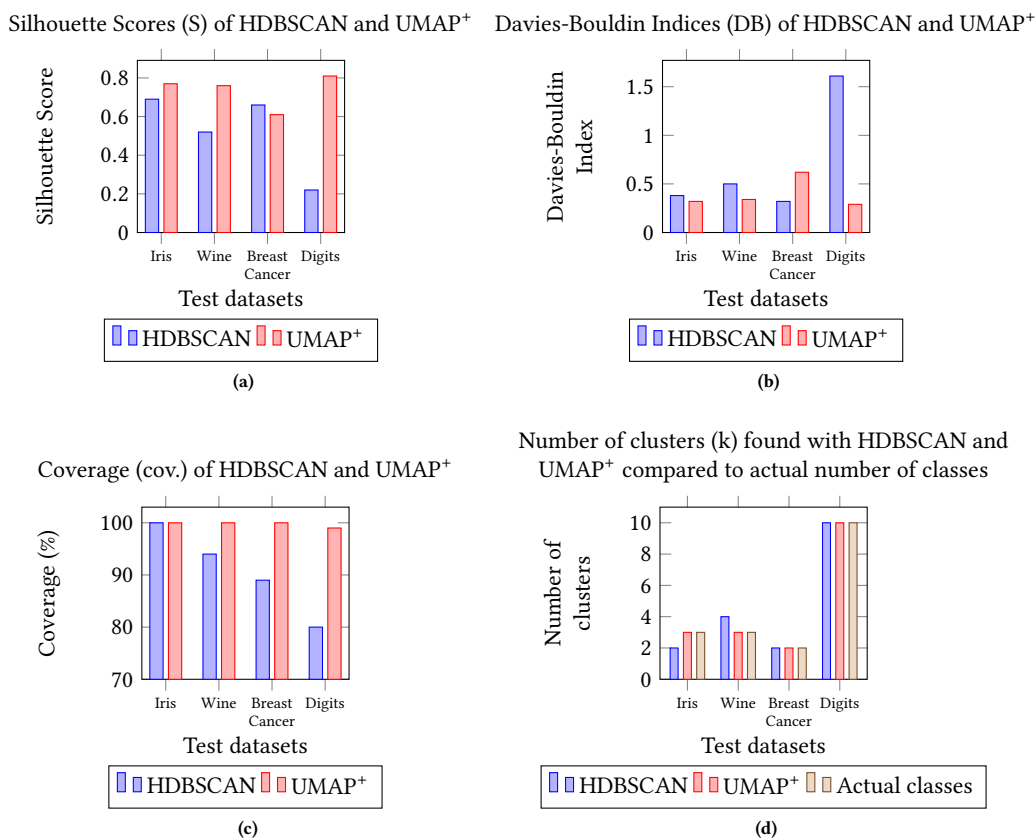 Silhouette Scores (S) of HDBSCAN and UMAP⁺
Silhouette Score
0.8
0.6
0.4
0.2
0
Iris Wine Breast Cancer Digits
Test datasets
HDBSCAN UMAP⁺
(a)
Davies-Bouldin Indices (DB) of HDBSCAN and UMAP⁺
Davies-Bouldin
Index
1.5
1
0.5
0
Iris Wine Breast Cancer Digits
Test datasets
HDBSCAN UMAP⁺
(b)
Coverage (cov.) of HDBSCAN and UMAP⁺
Coverage (%)
100
90
80
70
Iris Wine Breast Cancer Digits
Test datasets
HDBSCAN UMAP⁺
(c)
Number of clusters (k) found with HDBSCAN and
UMAP⁺ compared to actual number of classes
Number of
clusters
10
8
6
4
2
0
Iris Wine Breast Cancer Digits
Test datasets
HDBSCAN UMAP⁺ Actual classes
(d)